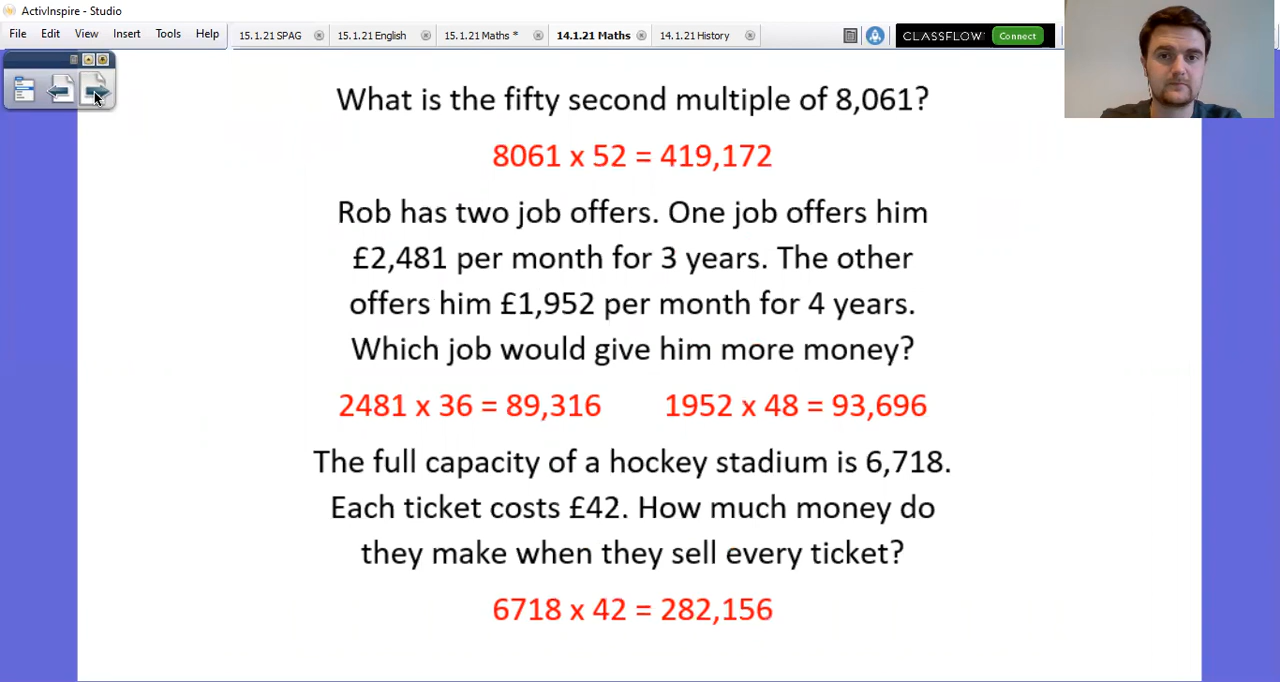 ActivInspire - Studio
File Edit View Insert Tools Help
15.1.21 SPAG 15.1.21 English 15.1.21 Maths * 14.1.21 Maths 14.1.21 History
CLASSFLOW Connect
What is the fifty second multiple of 8,061?
8061 x 52 = 419,172
Rob has two job offers. One job offers him
£2,481 per month for 3 years. The other
offers him £1,952 per month for 4 years.
Which job would give him more money?
2481 x 36 = 89,316 1952 x 48 = 93,696
The full capacity of a hockey stadium is 6,718.
Each ticket costs £42. How much money do
they make when they sell every ticket?
6718 x 42 = 282,156